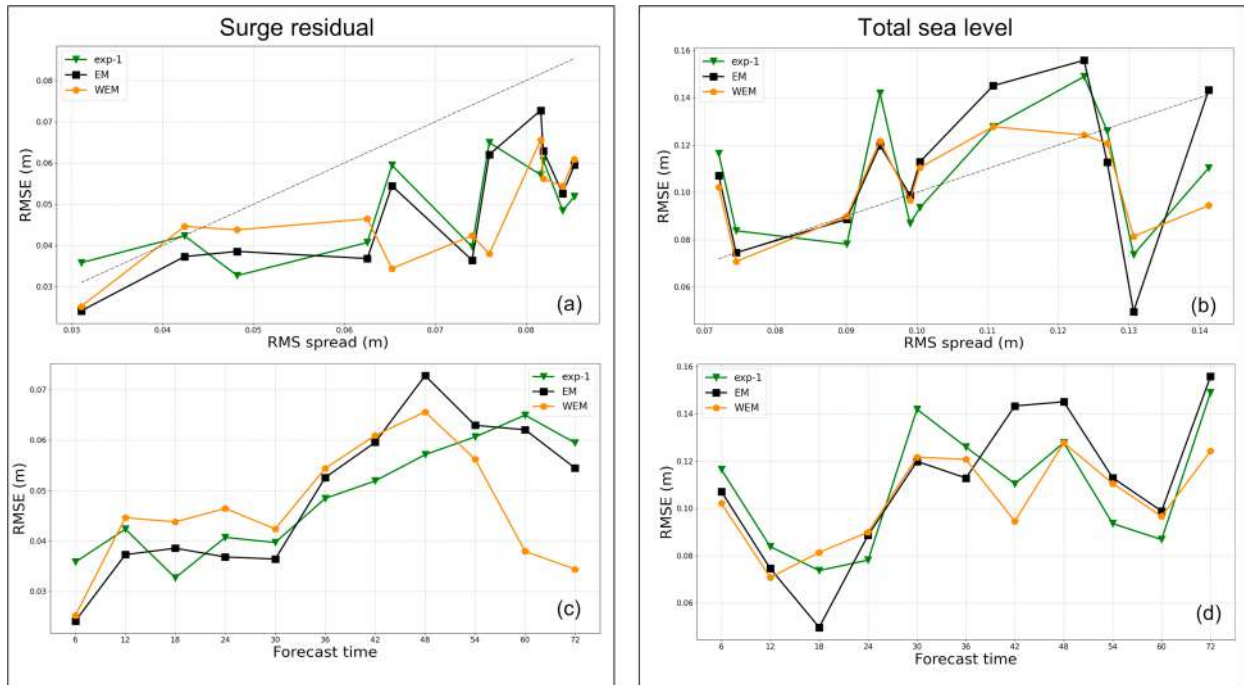 Surge residual
exp-1
EM
WEM
RMSE (m)
0.08
0.07
0.06
0.05
0.04
0.03
0.03 0.04 0.05 0.06 0.07 0.08
RMS spread (m)
(a)
Total sea level
exp-1
EM
WEM
RMSE (m)
0.16
0.14
0.12
0.10
0.08
0.06
0.07 0.08 0.09 0.10 0.11 0.12 0.13 0.14
RMS spread (m)
(b)
exp-1
EM
WEM
RMSE (m)
0.07
0.06
0.05
0.04
0.03
6 12 18 24 30 36 42 48 54 60 72
Forecast time
(c)
exp-1
EM
WEM
RMSE (m)
0.16
0.14
0.12
0.10
0.08
0.06
6 12 18 24 30 36 42 48 54 60 72
Forecast time
(d)